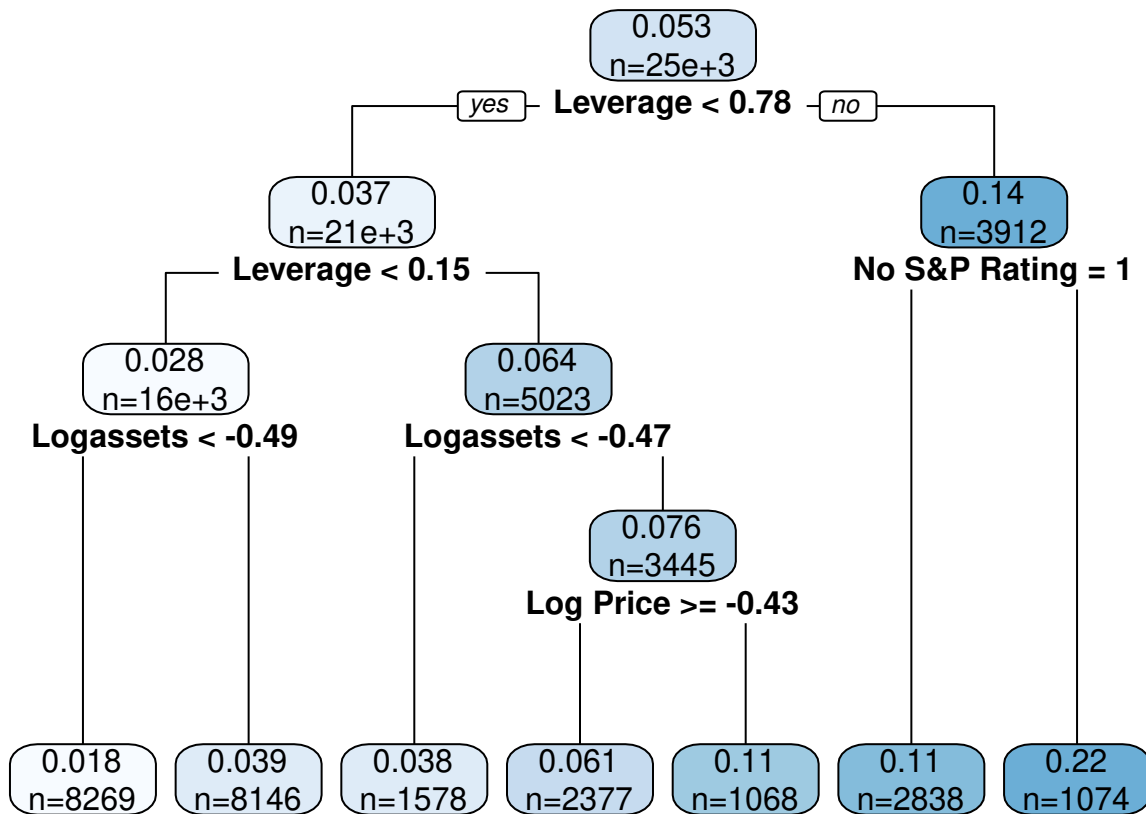 0.053
n=25e+3
yes
Leverage < 0.78
no
0.037
n=21e+3
0.14
n=3912
Leverage < 0.15
No S&P Rating = 1
0.028
n=16e+3
0.064
n=5023
Logassets < -0.49
Logassets < -0.47
0.076
n=3445
Log Price >= -0.43
0.018
n=8269
0.039
n=8146
0.038
n=1578
0.061
n=2377
0.11
n=1068
0.11
n=2838
0.22
n=1074